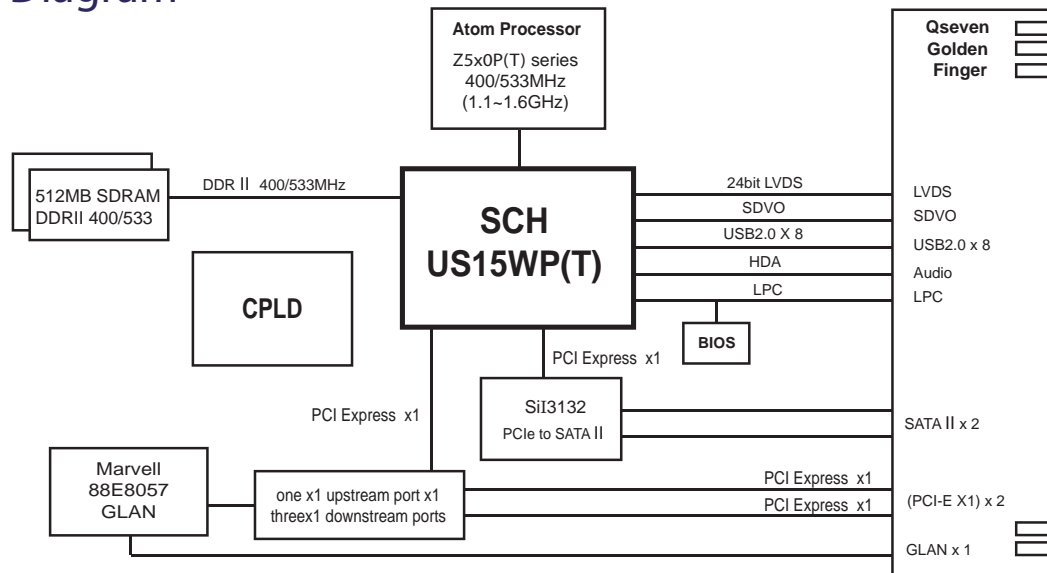 Diagram
Atom Processor
Z5x0P(T) series
400/533MHz
(1.1~1.6GHz)
Qseven
Golden
Finger
512MB SDRAM
DDRII 400/533
DDR II 400/533MHz
SCH
US15WP(T)
24bit LVDS
SDVO
USB2.0 X 8
HDA
LPC
LVDS
SDVO
USB2.0 x 8
Audio
LPC
CPLD
BIOS
PCI Express x1
SiI3132
PCIe to SATA II
SATA II x 2
PCI Express x1
Marvell
88E8057
GLAN
one x1 upstream port x1
threex1 downstream ports
PCI Express x1
PCI Express x1
(PCI-E X1) x 2
GLAN x 1